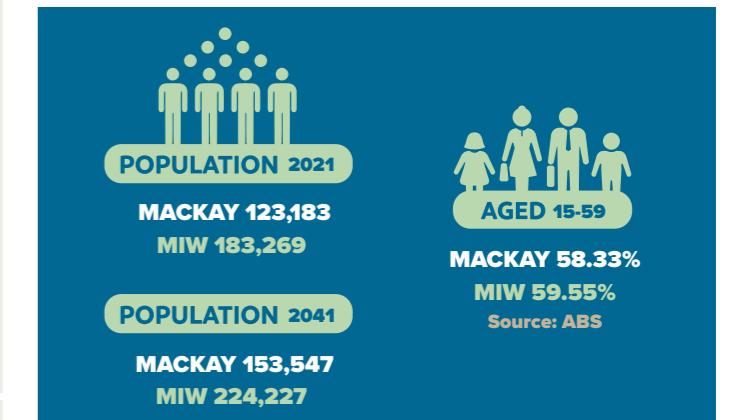 POPULATION 2021
MACKAY 123,183
MIW 183,269
POPULATION 2041
MACKAY 153,547
MIW 224,227
AGED 15-59
MACKAY 58.33%
MIW 59.55%
Source: ABS